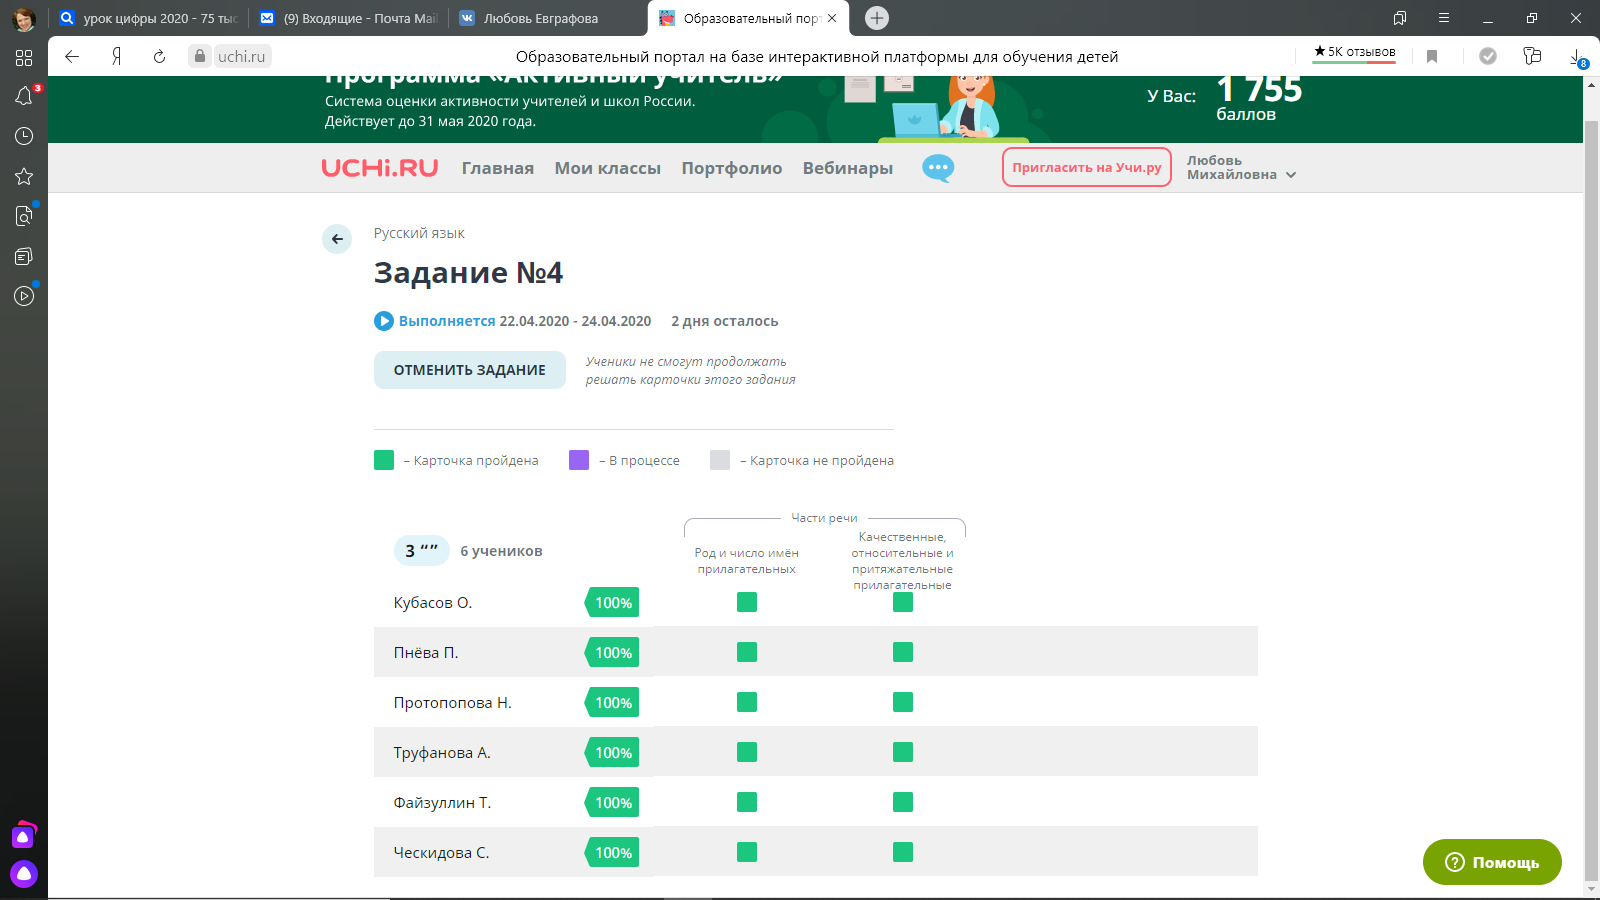 урок цифры 2020 - 75 тыс
(9) Входящие - Почта Mail
Любовь Евграфова
Образовательный порт
uchi.ru
Образовательный портал на базе интерактивной платформы для обучения детей
★5K отзывов
8
3
Программа «Активный учитель»
Система оценки активности учителей и школ России.
Действует до 31 мая 2020 года.
У Вас:
1 755
баллов
UCHi.RU
Главная
Мои классы
Портфолио
Вебинары
Пригласить на Учи.ру
Любовь
Михайловна
Русский язык
Задание №4
Выполняется 22.04.2020 - 24.04.2020 2 дня осталось
ОТМЕНИТЬ ЗАДАНИЕ
Ученики не смогут продолжать
решать карточки этого задания
– Карточка пройдена
– В процессе
– Карточка не пройдена
Части речи
3 “”
6 учеников
Род и число имён
прилагательных
Качественные,
относительные и
притяжательные
прилагательные
Кубасов О. 100%
Пнёва П. 100%
Протопопова Н. 100%
Труфанова А. 100%
Файзуллин Т. 100%
Ческидова С. 100%
Помощь